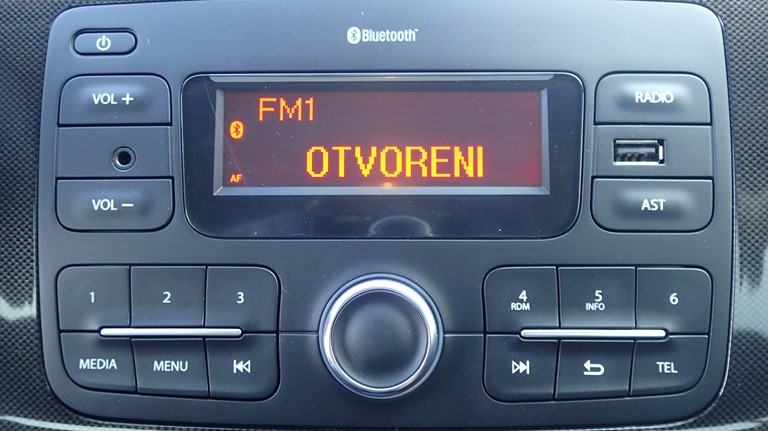 Bluetooth
VOL +
RADIO
FM1
OTVORENI
AF
VOL –
AST
1
2
3
4
RDM
5
INFO
6
MEDIA
MENU
TEL